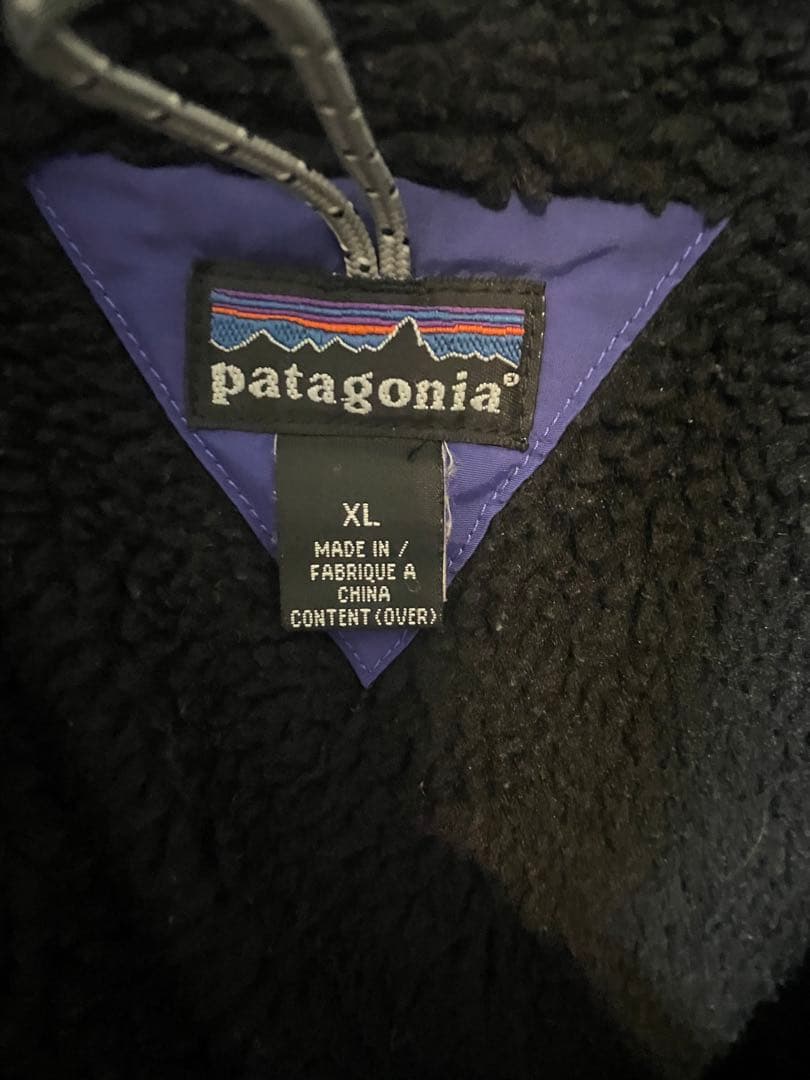 patagonia®
XL
MADE IN /
FABRIQUE A
CHINA
CONTENT (OVER)